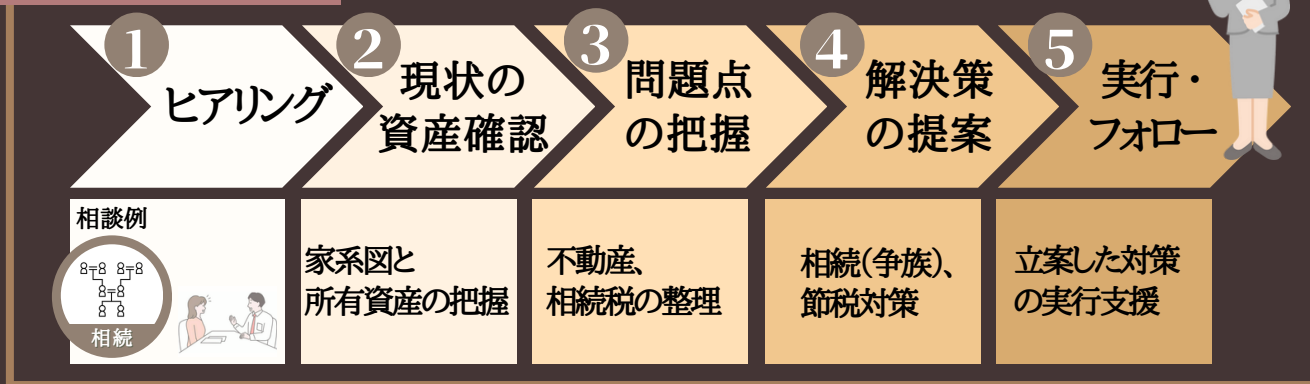 1
ヒアリング
2
現状の
資産確認
3
問題点
の把握
4
解決策
の提案
5
実行・
フォロー
相談例
相続
家系図と
所有資産の把握
不動産、
相続税の整理
相続(争族)、
節税対策
立案した対策
の実行支援